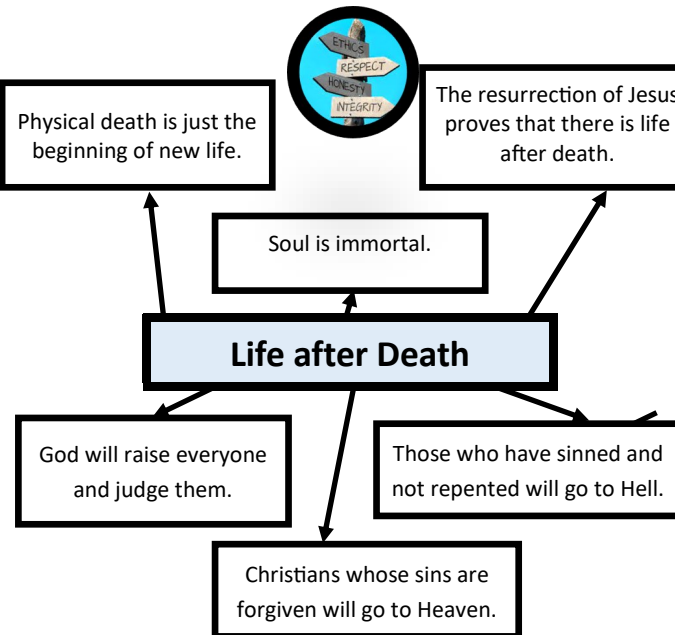 ETHICS
RESPECT
HONESTY
INTEGRITY
Physical death is just the
beginning of new life.
The resurrection of Jesus
proves that there is life
after death.
Soul is immortal.
Life after Death
God will raise everyone
and judge them.
Those who have sinned and
not repented will go to Hell.
Christians whose sins are
forgiven will go to Heaven.